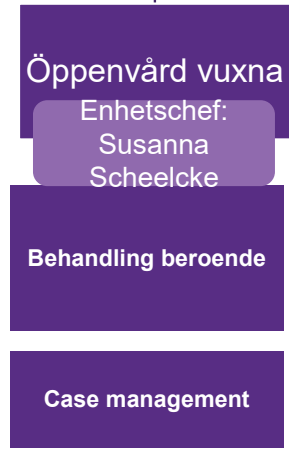 Öppenvård vuxna
Enhetschef:
Susanna
Scheelcke
Behandling beroende
Case management